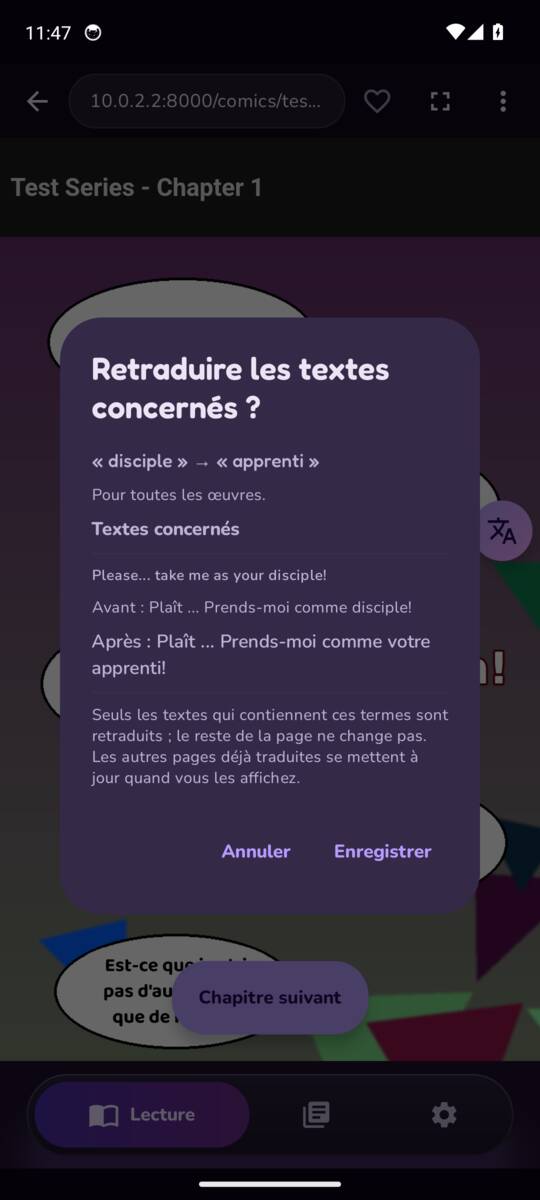 11:47
10.0.2.2:8000/comics/tes...
Test Series - Chapter 1
Retraduire les textes
concernés ?
« disciple » → « apprenti »
Pour toutes les œuvres.
Textes concernés
Please... take me as your disciple!
Avant : Plaît ... Prends-moi comme disciple!
Après : Plaît ... Prends-moi comme votre
apprenti!
Seuls les textes qui contiennent ces termes sont
retraduits ; le reste de la page ne change pas.
Les autres pages déjà traduites se mettent à
jour quand vous les affichez.
Annuler
Enregistrer
Est-ce que
pas d'au
que de
Chapitre suivant
Lecture